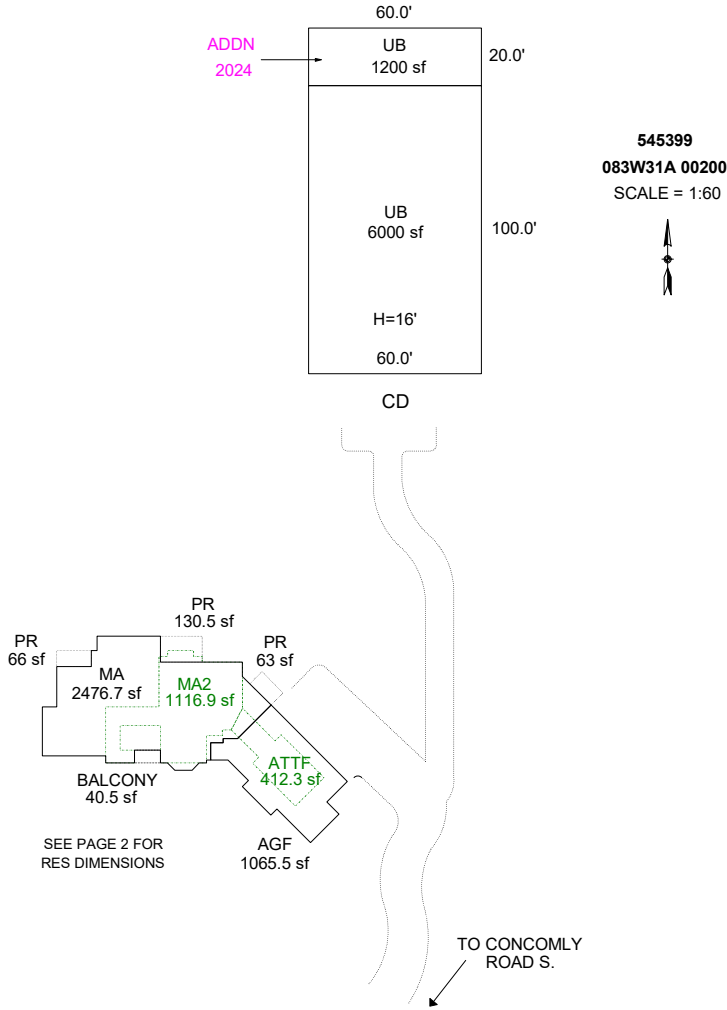 60.0'
ADDN
2024
UB
1200 sf
20.0'
545399
083W31A 00200
SCALE = 1:60
UB
6000 sf
100.0'
H=16'
60.0'
CD
PR
130.5 sf
PR
66 sf
PR
63 sf
MA
2476.7 sf
MA2
1116.9 sf
ATTF
412.3 sf
BALCONY
40.5 sf
AGF
1065.5 sf
SEE PAGE 2 FOR
RES DIMENSIONS
TO CONCOMLY
ROAD S.